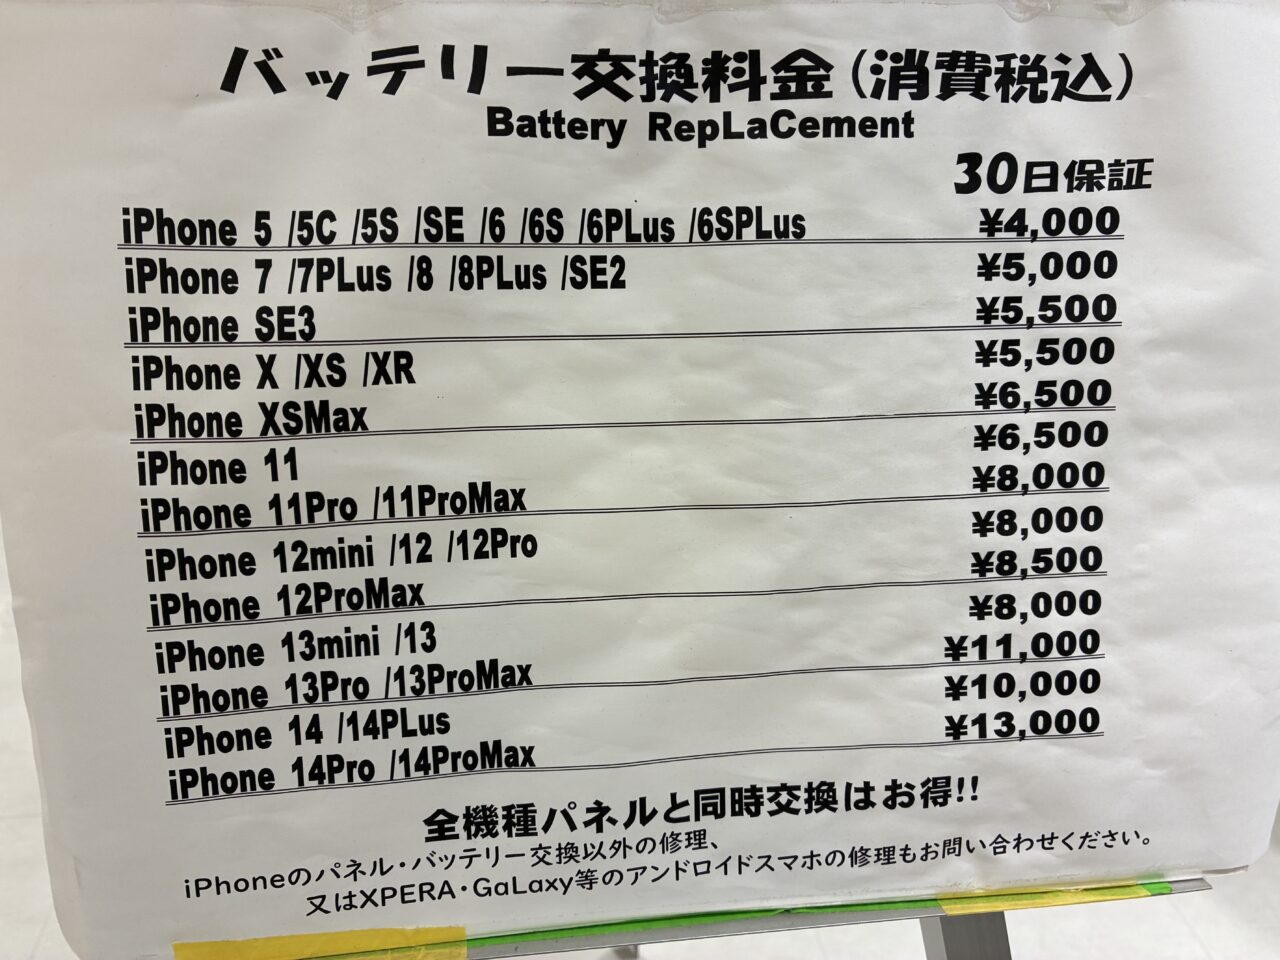 バッテリー交換料金(消費税込)
Battery RepLaCement
30日保証
iPhone 5 /5C /5S /SE /6 /6S /6PLus /6SPLus ¥4,000
iPhone 7 /7PLus /8 /8PLus /SE2 ¥5,000
iPhone SE3 ¥5,500
iPhone X /XS /XR ¥5,500
iPhone XSMax ¥6,500
iPhone 11 ¥6,500
iPhone 11Pro /11ProMax ¥8,000
iPhone 12mini /12 /12Pro ¥8,000
iPhone 12ProMax ¥8,500
iPhone 13mini /13 ¥8,000
iPhone 13Pro /13ProMax ¥11,000
iPhone 14 /14PLus ¥10,000
iPhone 14Pro /14ProMax ¥13,000
全機種パネルと同時交換はお得!!
iPhoneのパネル・バッテリー交換以外の修理、
又はXPERA・GaLaxy等のアンドロイドスマホの修理もお問い合わせください。